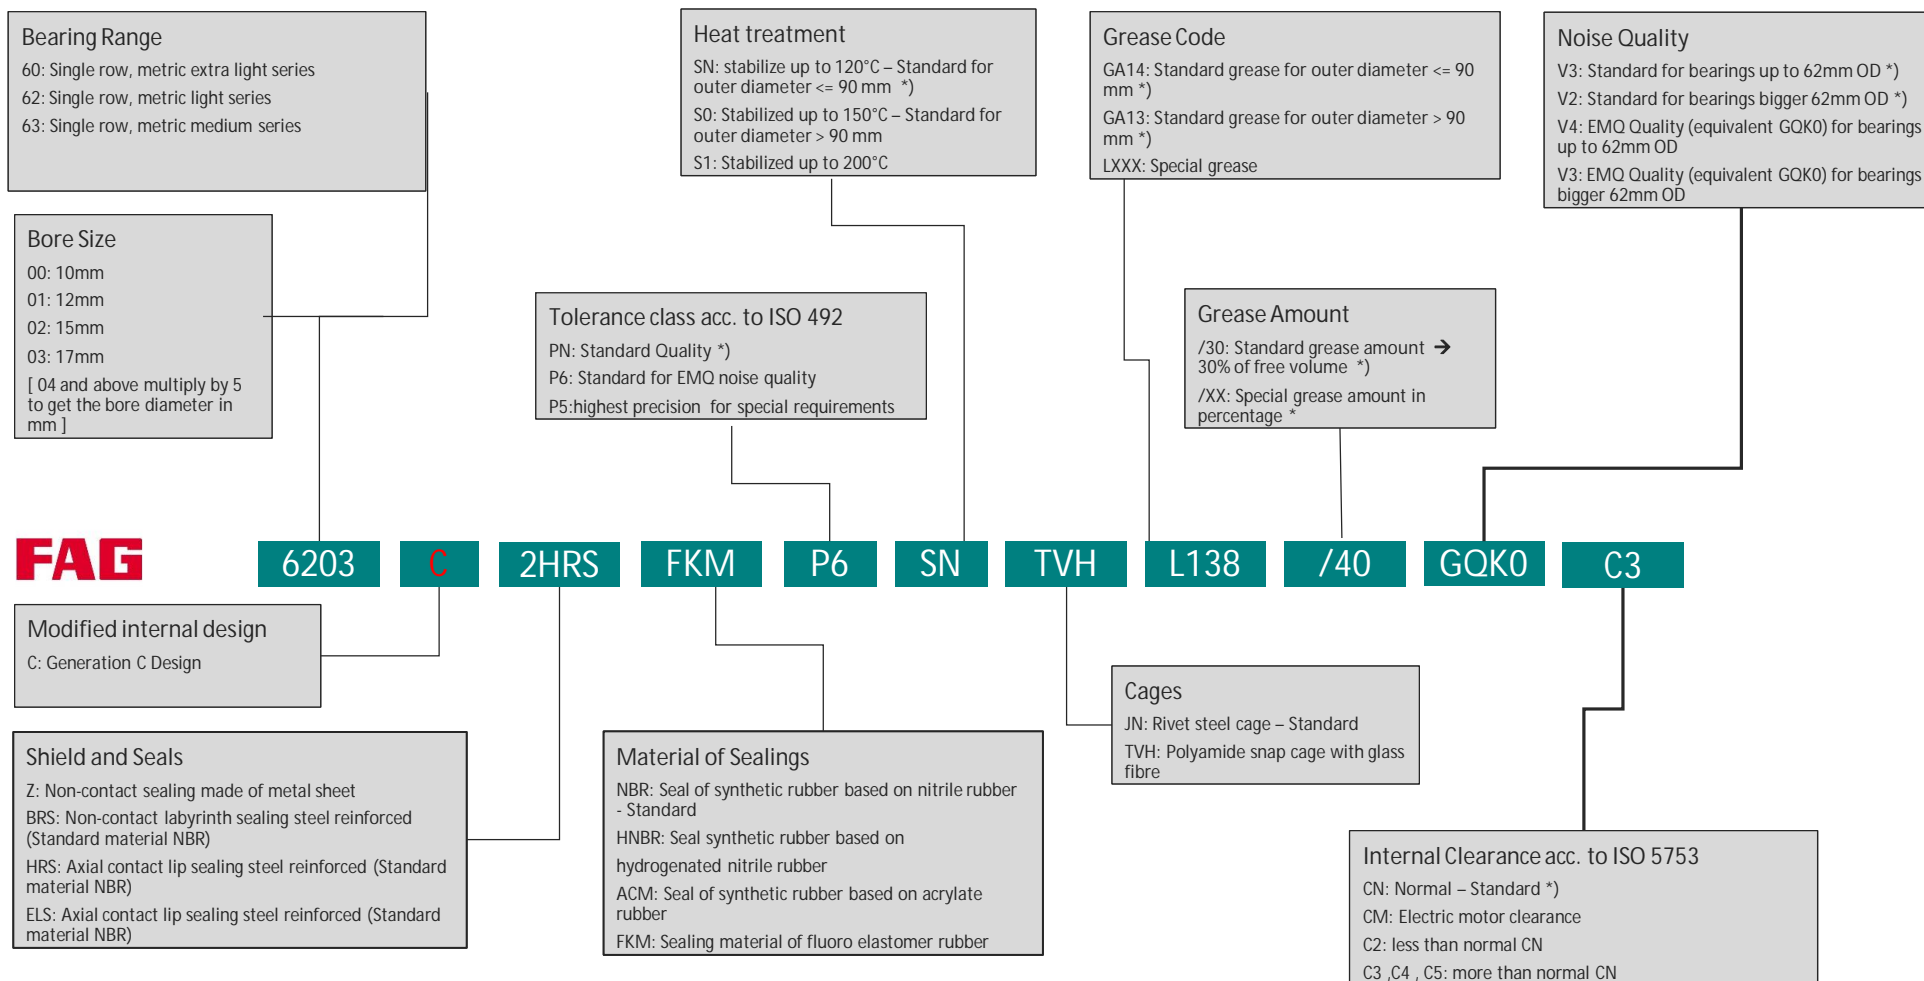 Bearing Range
60: Single row, metric extra light series
62: Single row, metric light series
63: Single row, metric medium series
Bore Size
00: 10mm
01: 12mm
02: 15mm
03: 17mm
[ 04 and above multiply by 5
to get the bore diameter in
mm ]
Heat treatment
SN: stabilize up to 120°C – Standard for
outer diameter <= 90 mm *)
S0: Stabilized up to 150°C – Standard for
outer diameter > 90 mm
S1: Stabilized up to 200°C
Tolerance class acc. to ISO 492
PN: Standard Quality *)
P6: Standard for EMQ noise quality
P5:highest precision for special requirements
Grease Code
GA14: Standard grease for outer diameter <= 90
mm *)
GA13: Standard grease for outer diameter > 90
mm *)
LXXX: Special grease
Grease Amount
/30: Standard grease amount →
30% of free volume *)
/XX: Special grease amount in
percentage *
Noise Quality
V3: Standard for bearings up to 62mm OD *)
V2: Standard for bearings bigger 62mm OD *)
V4: EMQ Quality (equivalent GQK0) for bearings
up to 62mm OD
V3: EMQ Quality (equivalent GQK0) for bearings
bigger 62mm OD
FAG 6203 C 2HRS FKM P6 SN TVH L138 /40 GQK0 C3
Modified internal design
C: Generation C Design
Shield and Seals
Z: Non-contact sealing made of metal sheet
BRS: Non-contact labyrinth sealing steel reinforced
(Standard material NBR)
HRS: Axial contact lip sealing steel reinforced (Standard
material NBR)
ELS: Axial contact lip sealing steel reinforced (Standard
material NBR)
Material of Sealings
NBR: Seal of synthetic rubber based on nitrile rubber
- Standard
HNBR: Seal synthetic rubber based on
hydrogenated nitrile rubber
ACM: Seal of synthetic rubber based on acrylate
rubber
FKM: Sealing material of fluoro elastomer rubber
Cages
JN: Rivet steel cage – Standard
TVH: Polyamide snap cage with glass
fibre
Internal Clearance acc. to ISO 5753
CN: Normal – Standard *)
CM: Electric motor clearance
C2: less than normal CN
C3 ,C4 , C5: more than normal CN